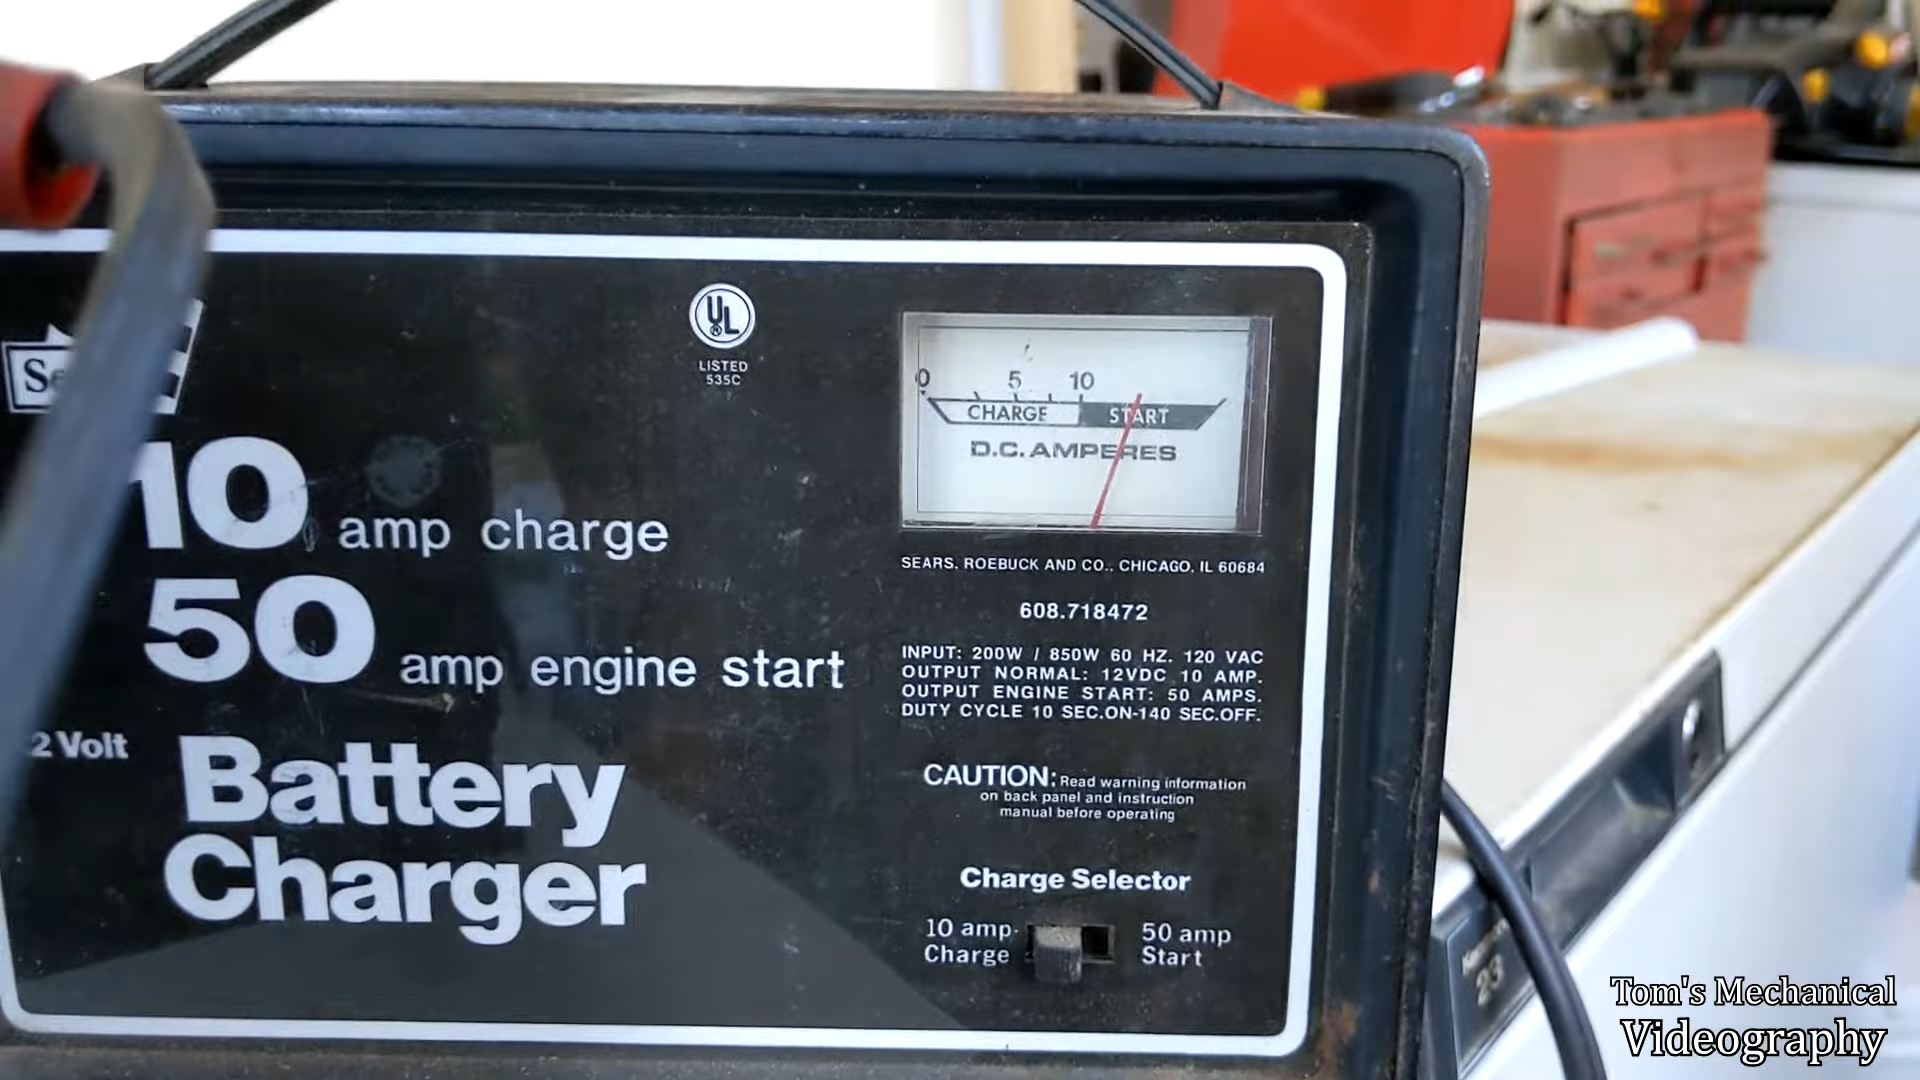 UL
LISTED
535C
0 5 10
CHARGE START
D.C. AMPERES
10 amp charge
50 amp engine start
2 Volt
Battery
Charger
SEARS, ROEBUCK AND CO., CHICAGO, IL 60684
608.718472
INPUT: 200W / 850W 60 HZ. 120 VAC
OUTPUT NORMAL: 12VDC 10 AMP.
OUTPUT ENGINE START: 50 AMPS.
DUTY CYCLE 10 SEC.ON-140 SEC.OFF.
CAUTION: Read warning information
on back panel and instruction
manual before operating
Charge Selector
10 amp
Charge
50 amp
Start
23
Tom's Mechanical
Videography